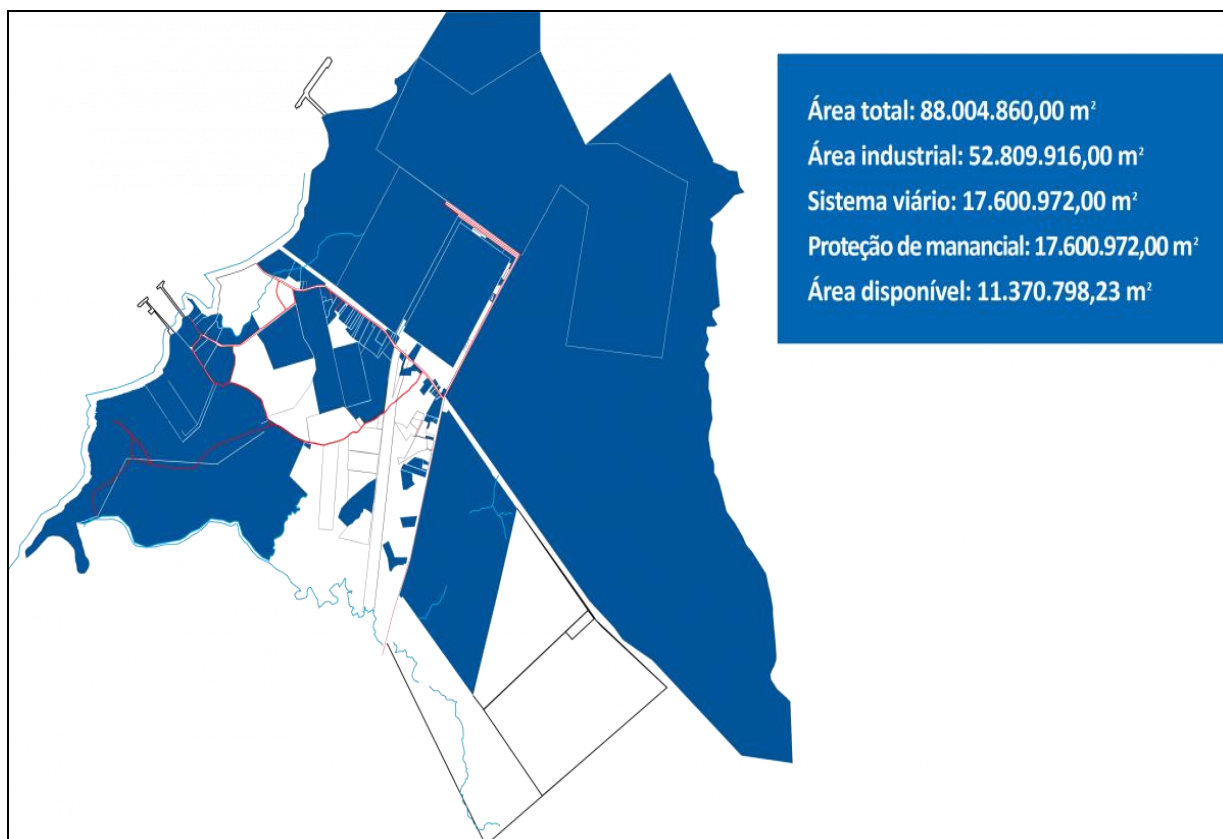 Área total: 88.004.860,00 m²
Área industrial: 52.809.916,00 m²
Sistema viário: 17.600.972,00 m²
Proteção de manancial: 17.600.972,00 m²
Área disponível: 11.370.798,23 m²